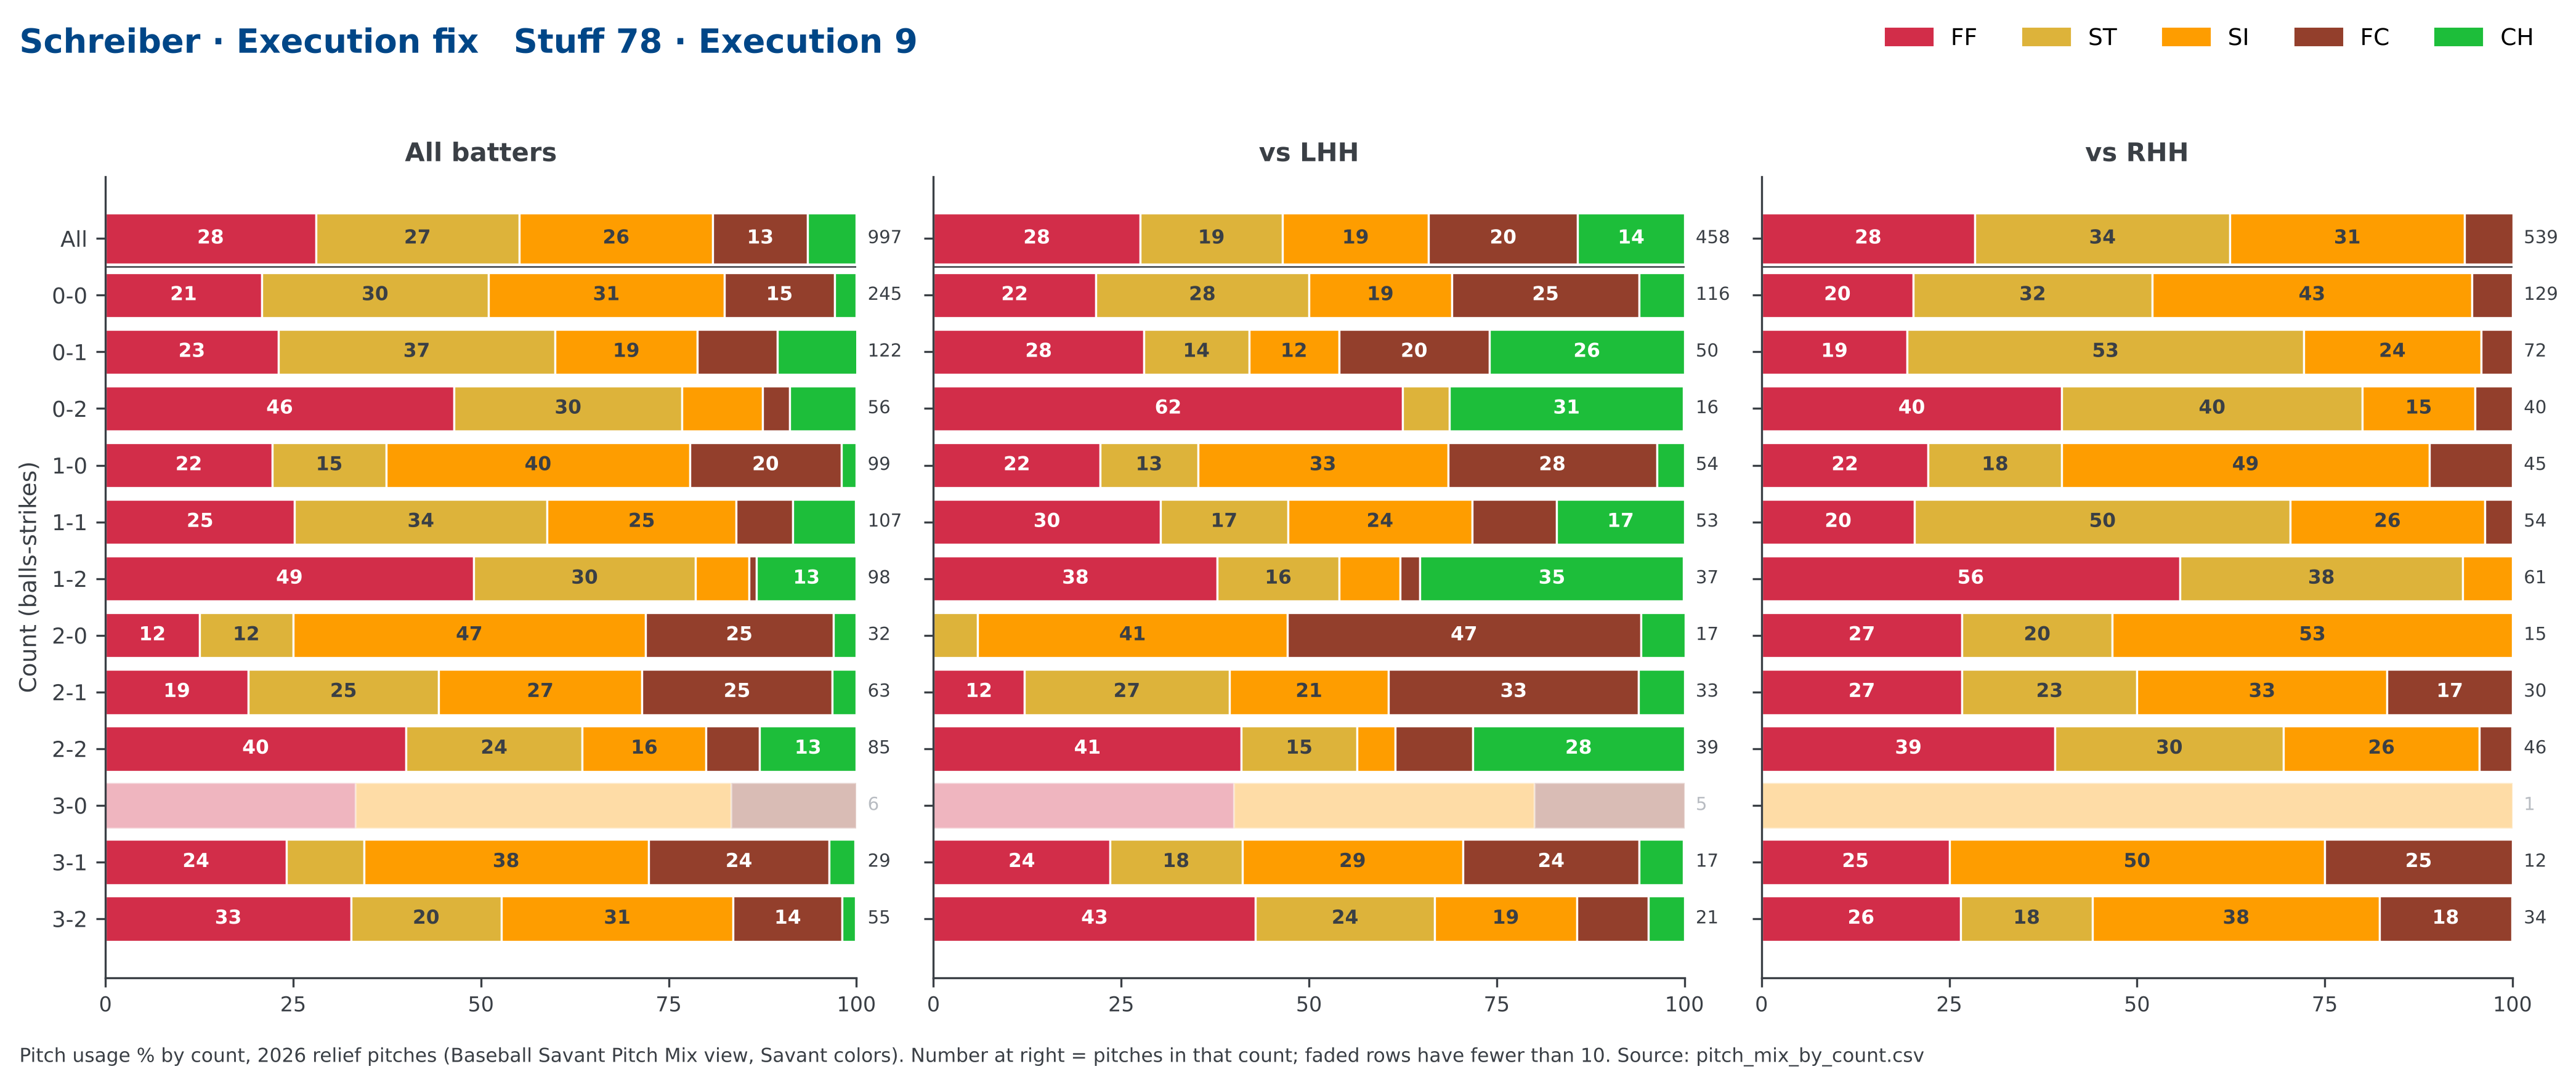 Schreiber · Execution fix   Stuff 78 · Execution 9
FF ST SI FC CH
All batters
vs LHH
vs RHH
Count (balls-strikes)
All 28 27 26 13 997 28 19 19 20 14 458 28 34 31 539
0-0 21 30 31 15 245 22 28 19 25 116 20 32 43 129
0-1 23 37 19 122 28 14 12 20 26 50 19 53 24 72
0-2 46 30 56 62 31 16 40 40 15 40
1-0 22 15 40 20 99 22 13 33 28 54 22 18 49 45
1-1 25 34 25 107 30 17 24 17 53 20 50 26 54
1-2 49 30 13 98 38 16 35 37 56 38 61
2-0 12 12 47 25 32 41 47 17 27 20 53 15
2-1 19 25 27 25 63 12 27 21 33 33 27 23 33 17 30
2-2 40 24 16 13 85 41 15 28 39 39 30 26 46
3-0 6 5 1
3-1 24 38 24 29 24 18 29 24 17 25 50 25 12
3-2 33 20 31 14 55 43 24 19 21 26 18 38 18 34
0 25 50 75 100 0 25 50 75 100 0 25 50 75 100
Pitch usage % by count, 2026 relief pitches (Baseball Savant Pitch Mix view, Savant colors). Number at right = pitches in that count; faded rows have fewer than 10. Source: pitch_mix_by_count.csv